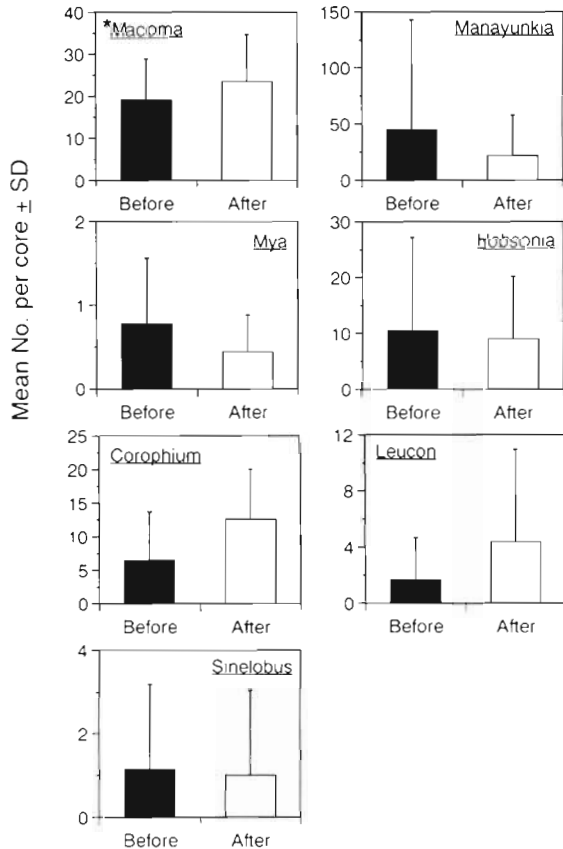 Mean No. per core ± SD
*Macoma
40
30
20
10
0
Before After
Manayunkia
150
100
50
0
Before After
Mya
2
1
0
Before After
Hobsonia
30
20
10
0
Before After
Corophium
25
20
15
10
5
0
Before After
Leucon
12
8
4
0
Before After
Sinelobus
4
2
0
Before After